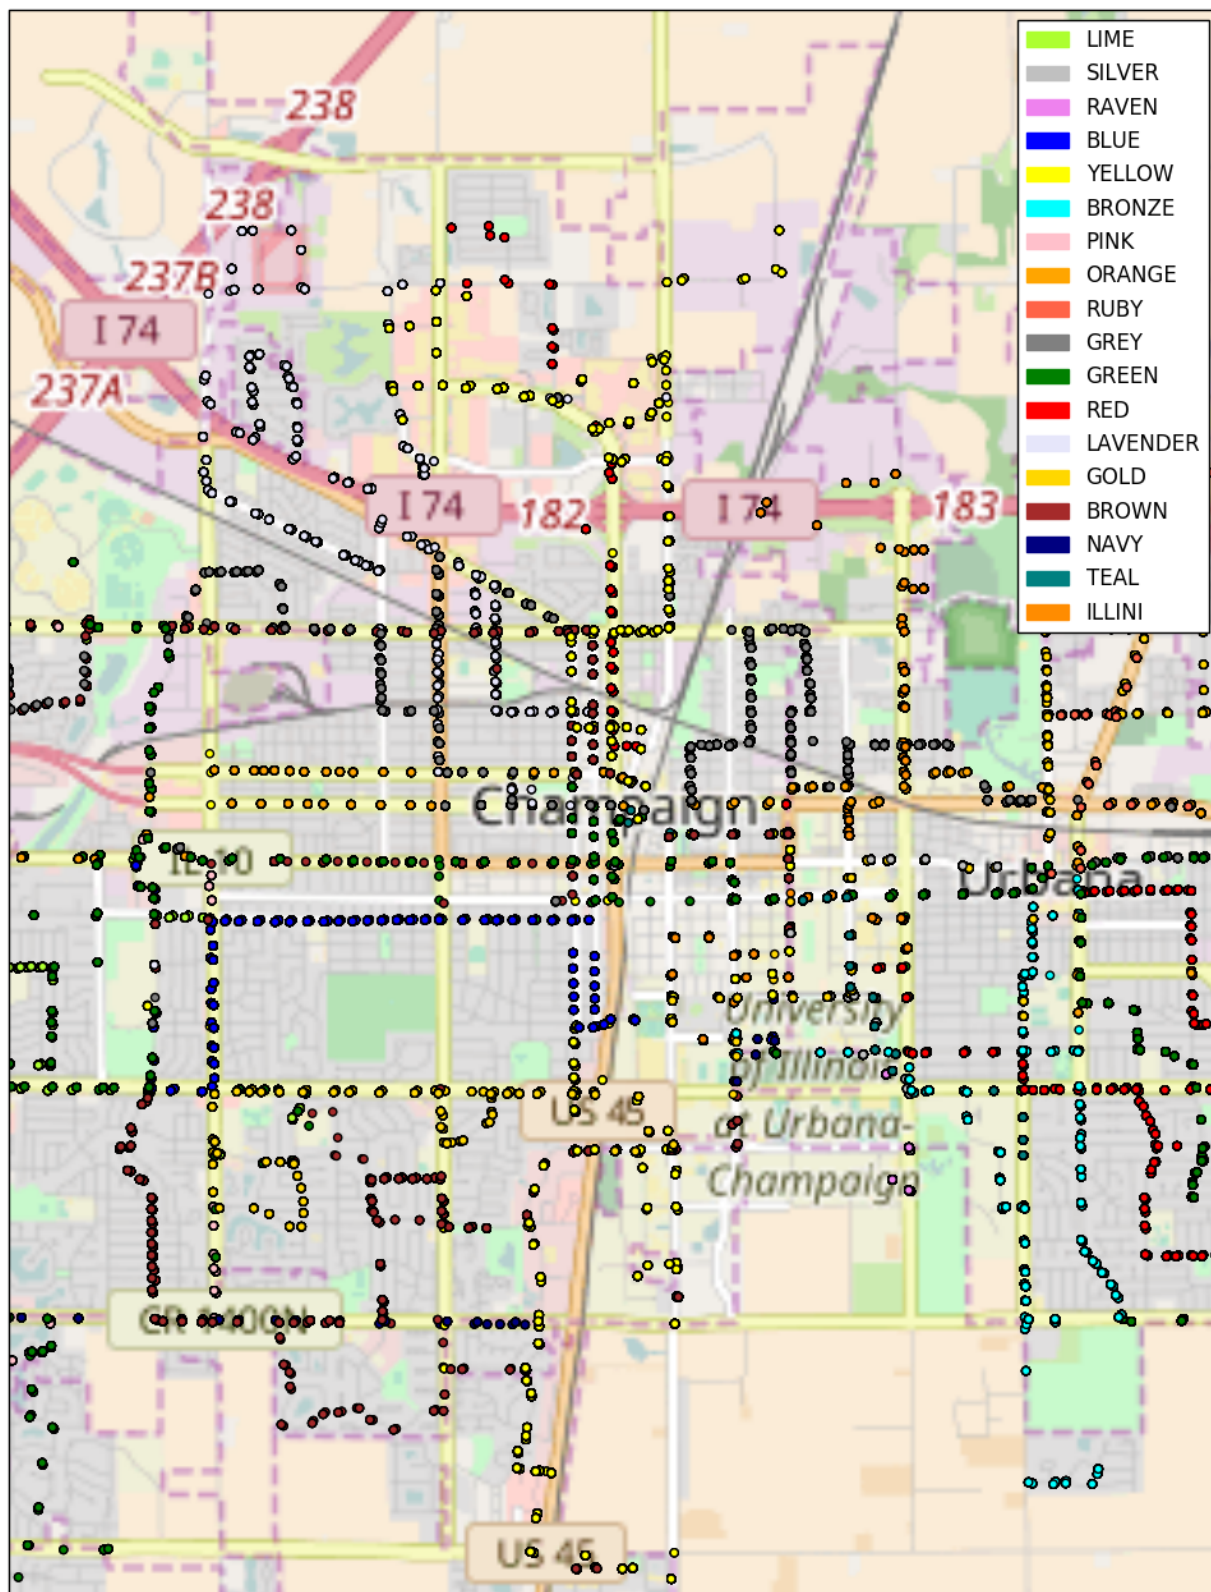 238
LIME
SILVER
RAVEN
BLUE
YELLOW
BRONZE
PINK
ORANGE
RUBY
GREY
GREEN
RED
LAVENDER
GOLD
BROWN
NAVY
TEAL
ILLINI
238
237B
I 74
237A
I 74
182
I 74
183
Champaign
IL 10
Urbana
University
of Illinois
at Urbana-
Champaign
US 45
CR 1400N
US 45